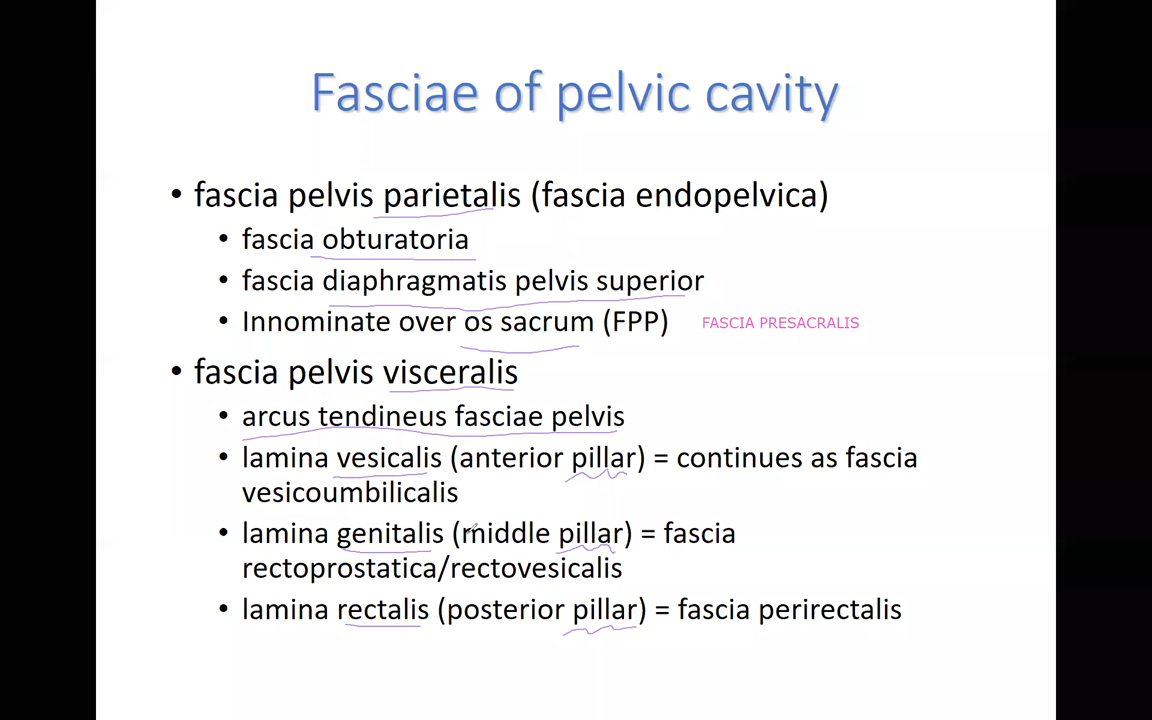 Fasciae of pelvic cavity
• fascia pelvis parietalis (fascia endopelvica)
• fascia obturatoria
• fascia diaphragmatis pelvis superior
• Innominate over os sacrum (FPP) FASCIA PRESACRALIS
• fascia pelvis visceralis
• arcus tendineus fasciae pelvis
• lamina vesicalis (anterior pillar) = continues as fascia
vesicoumbilicalis
• lamina genitalis (middle pillar) = fascia
rectoprostatica/rectovesicalis
• lamina rectalis (posterior pillar) = fascia perirectalis